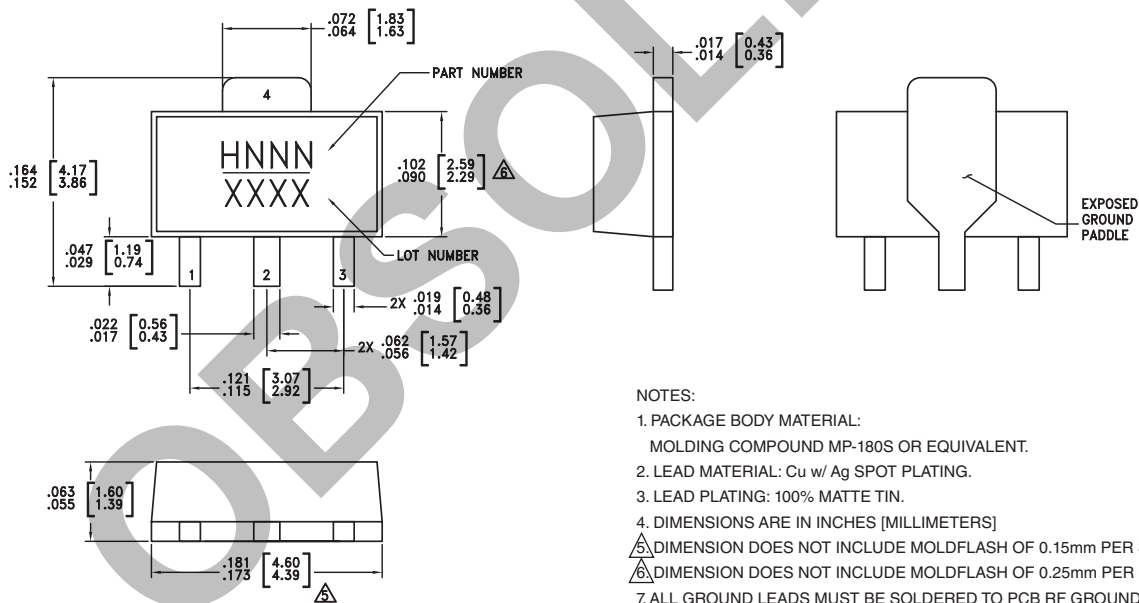 .072 [1.83]
.064 [1.63]
.017 [0.43]
.014 [0.36]
PART NUMBER
4
HNNN
XXXX
.164 [4.17]
.152 [3.86]
.102 [2.59]
.090 [2.29] 6
EXPOSED
GROUND
PADDLE
LOT NUMBER
.047 [1.19]
.029 [0.74]
1 2 3
2X .019 [0.48]
.014 [0.36]
.022 [0.56]
.017 [0.43]
2X .062 [1.57]
.056 [1.42]
.121 [3.07]
.115 [2.92]
.063 [1.60]
.055 [1.39]
.181 [4.60]
.173 [4.39] 5
NOTES:
1. PACKAGE BODY MATERIAL:
MOLDING COMPOUND MP-180S OR EQUIVALENT.
2. LEAD MATERIAL: Cu w/ Ag SPOT PLATING.
3. LEAD PLATING: 100% MATTE TIN.
4. DIMENSIONS ARE IN INCHES [MILLIMETERS]
5. DIMENSION DOES NOT INCLUDE MOLDFLASH OF 0.15mm PER
6. DIMENSION DOES NOT INCLUDE MOLDFLASH OF 0.25mm PER
7. ALL GROUND LEADS MUST BE SOLDERED TO PCB RF GROUND